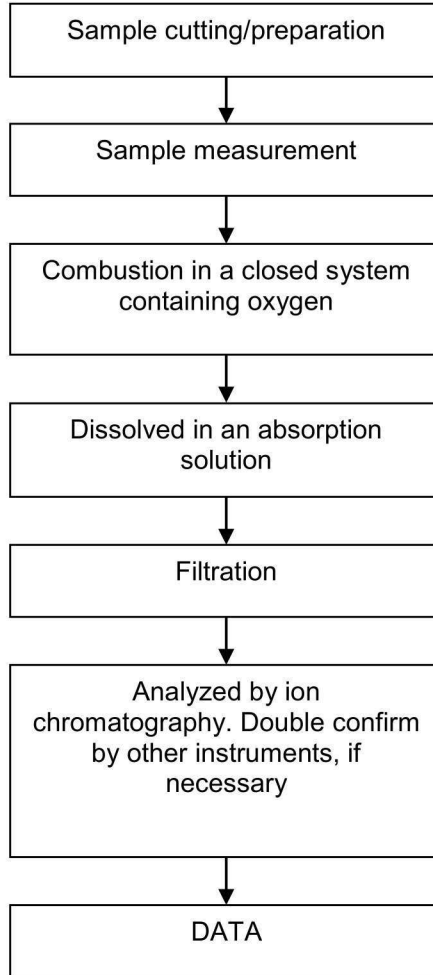 Sample cutting/preparation
Sample measurement
Combustion in a closed system
containing oxygen
Dissolved in an absorption
solution
Filtration
Analyzed by ion
chromatography. Double confirm
by other instruments, if
necessary
DATA